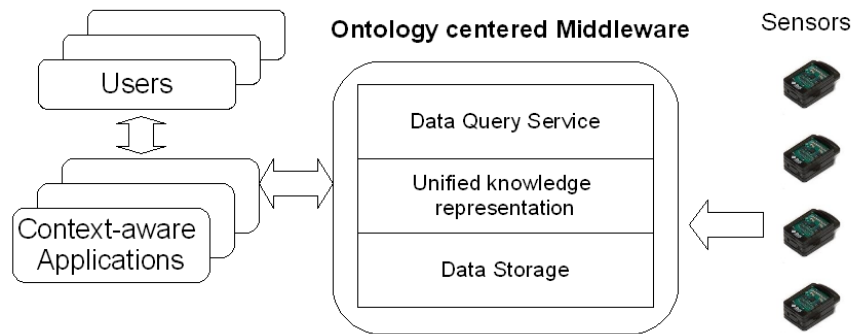 Ontology centered Middleware
Sensors
Users
Data Query Service
Unified knowledge
representation
Context-aware
Applications
Data Storage